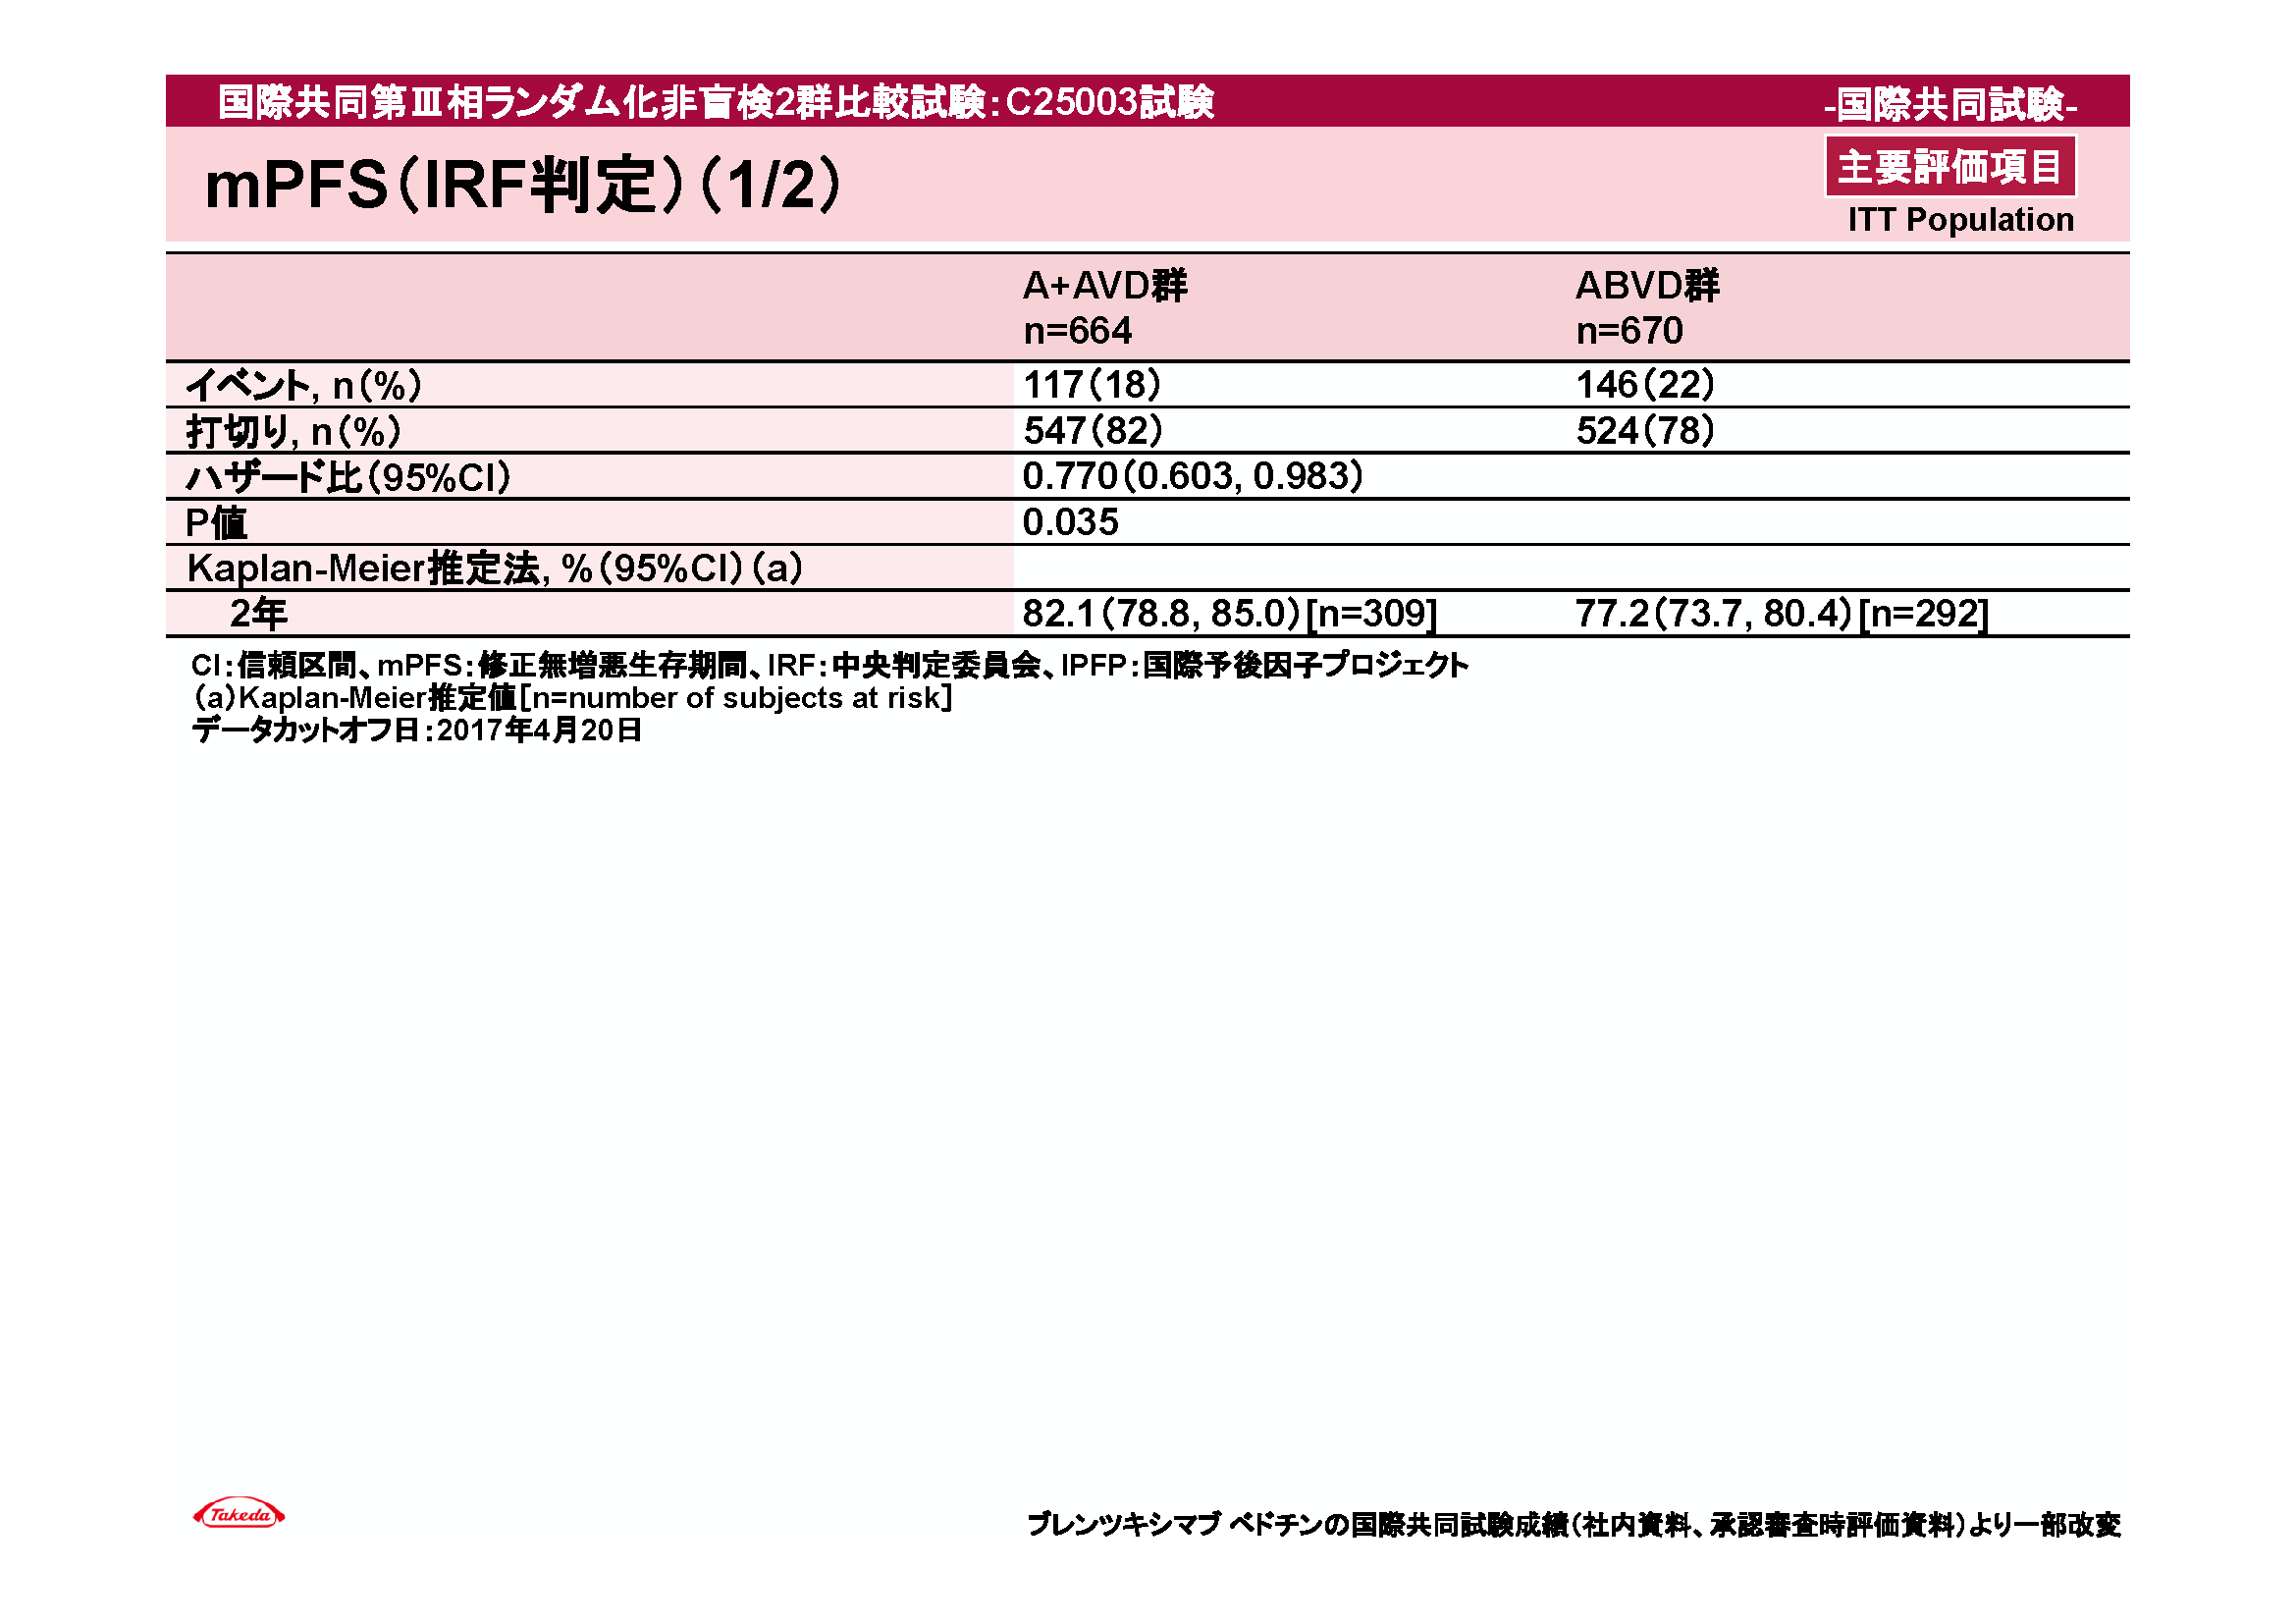 国際共同第Ⅲ相ランダム化非盲検2群比較試験：C25003試験
-国際共同試験-
mPFS（IRF判定）（1/2）
主要評価項目
ITT Population
A+AVD群 ABVD群
n=664 n=670
イベント, n（%） 117（18） 146（22）
打切り, n（%） 547（82） 524（78）
ハザード比（95%CI） 0.770（0.603, 0.983）
P値 0.035
Kaplan-Meier推定法, %（95%CI）（a）
2年 82.1（78.8, 85.0）[n=309] 77.2（73.7, 80.4）[n=292]
CI：信頼区間、mPFS：修正無増悪生存期間、IRF：中央判定委員会、IPFP：国際予後因子プロジェクト
（a）Kaplan-Meier推定値［n=number of subjects at risk］
データカットオフ日：2017年4月20日
Takeda
ブレンツキシマブ ベドチンの国際共同試験成績（社内資料、承認審査時評価資料）より一部改変